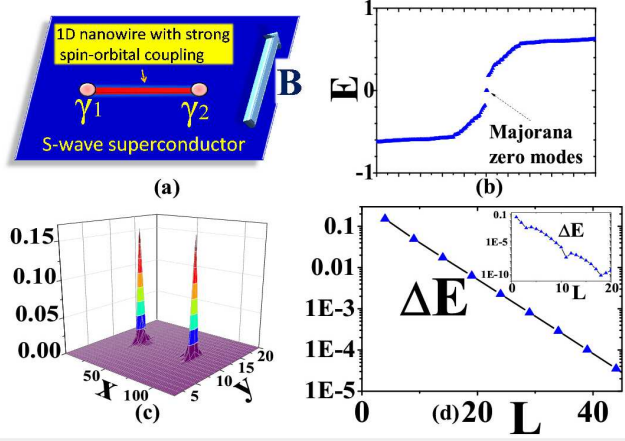 1D nanowire with strong
spin-orbital coupling
γ1
γ2
B
S-wave superconductor
(a)
1
0
-1
E
Majorana
zero modes
(b)
0.15
0.10
0.05
0.00
50
100
X
5
10
15
20
y
(c)
0.1
0.01
1E-3
1E-4
1E-5
ΔE
0
20
40
L
(d)
0.1
1E-5
1E-10
ΔE
0
10
20
L